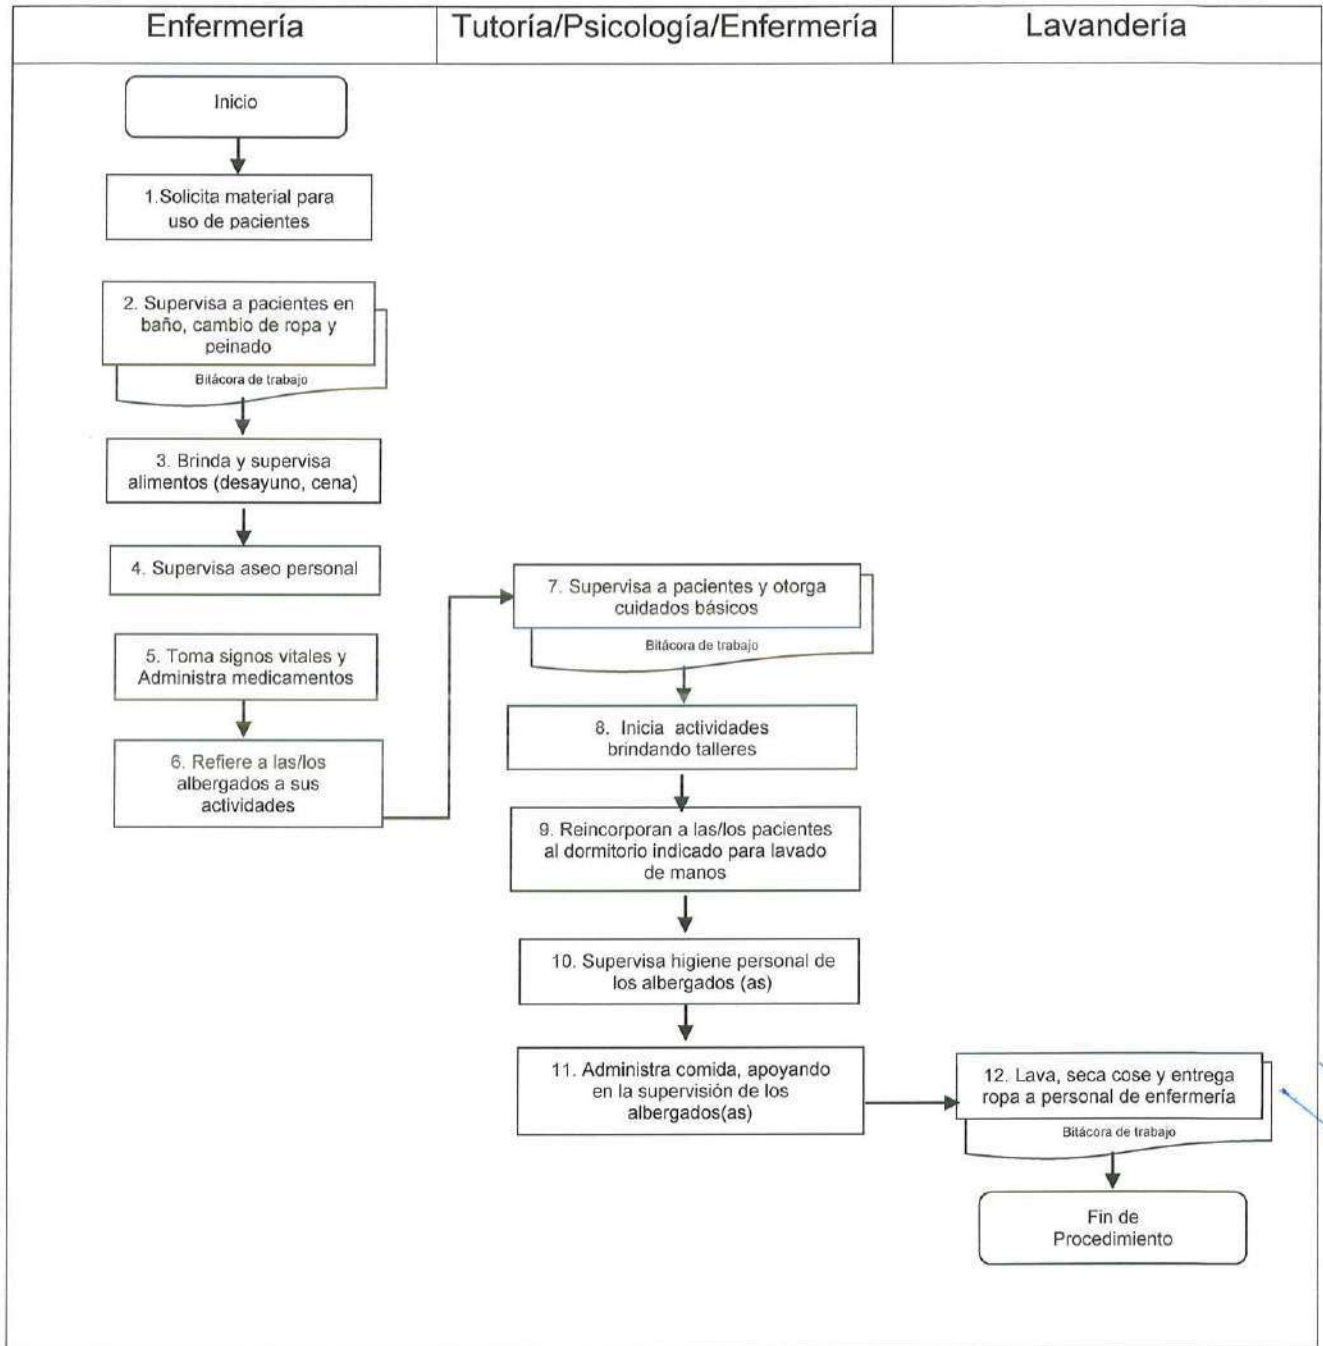 Enfermería
Tutoría/Psicología/Enfermería
Lavandería
Inicio
1.Solicita material para
uso de pacientes
2. Supervisa a pacientes en
baño, cambio de ropa y
peinado
Bitácora de trabajo
3. Brinda y supervisa
alimentos (desayuno, cena)
4. Supervisa aseo personal
5. Toma signos vitales y
Administra medicamentos
6. Refiere a las/los
albergados a sus
actividades
7. Supervisa a pacientes y otorga
cuidados básicos
Bitácora de trabajo
8. Inicia actividades
brindando talleres
9. Reincorporan a las/los pacientes
al dormitorio indicado para lavado
de manos
10. Supervisa higiene personal de
los albergados (as)
11. Administra comida, apoyando
en la supervisión de los
albergados(as)
12. Lava, seca cose y entrega
ropa a personal de enfermería
Bitácora de trabajo
Fin de
Procedimiento